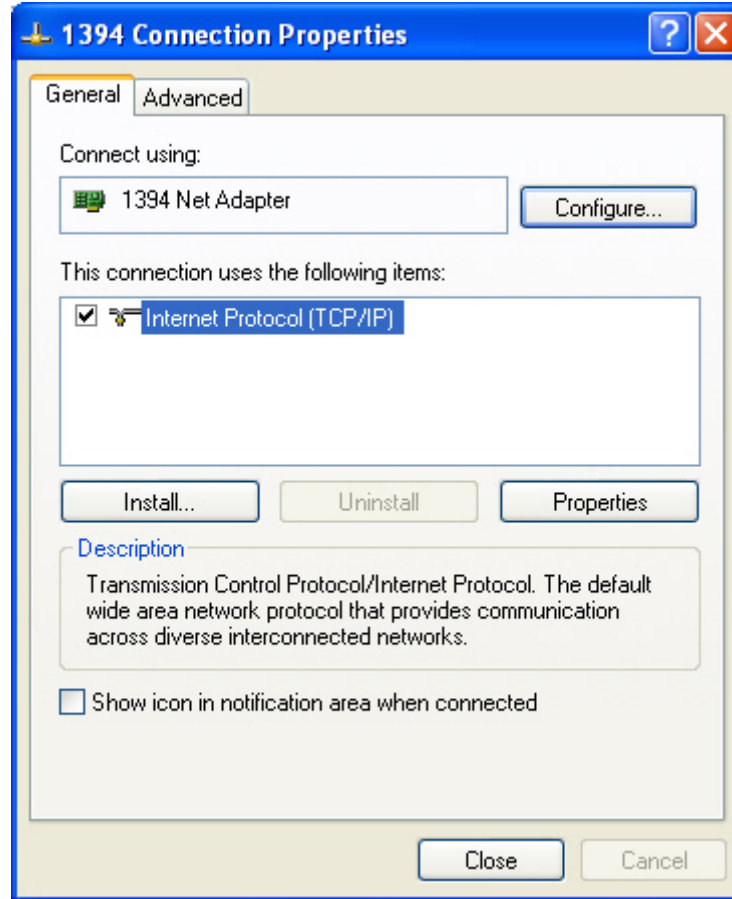 1394 Connection Properties
General
Advanced
Connect using:
1394 Net Adapter
Configure...
This connection uses the following items:
Internet Protocol (TCP/IP)
Install...
Uninstall
Properties
Description
Transmission Control Protocol/Internet Protocol. The default
wide area network protocol that provides communication
across diverse interconnected networks.
Show icon in notification area when connected
Close
Cancel